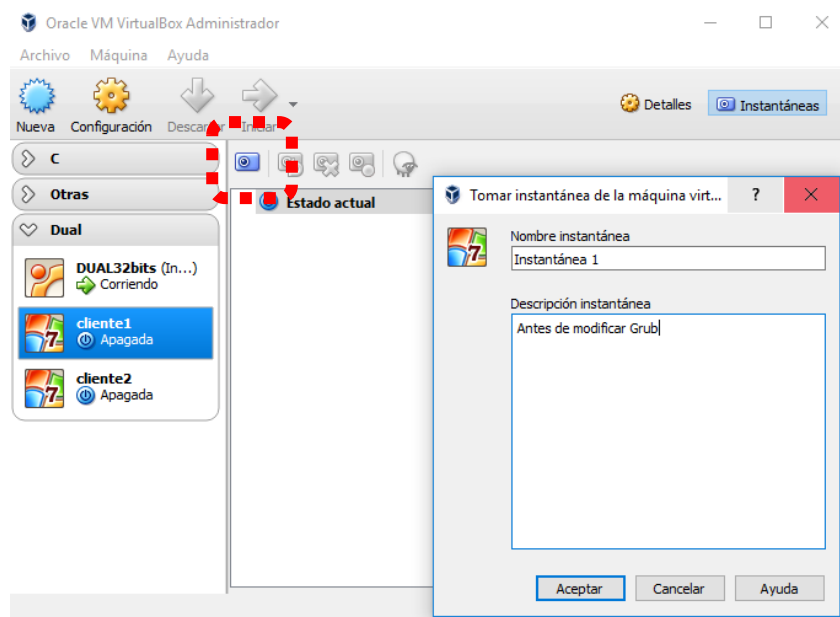 Oracle VM VirtualBox Administrador
Archivo Máquina Ayuda
Nueva Configuración Descartar Iniciar
Detalles Instantáneas
C
Otras
Dual
DUAL32bits (In...)
Corriendo
cliente1
Apagada
cliente2
Apagada
Estado actual
Tomar instantánea de la máquina virt... ?
Nombre instantánea
Instantánea 1
Descripción instantánea
Antes de modificar Grub
Aceptar Cancelar Ayuda